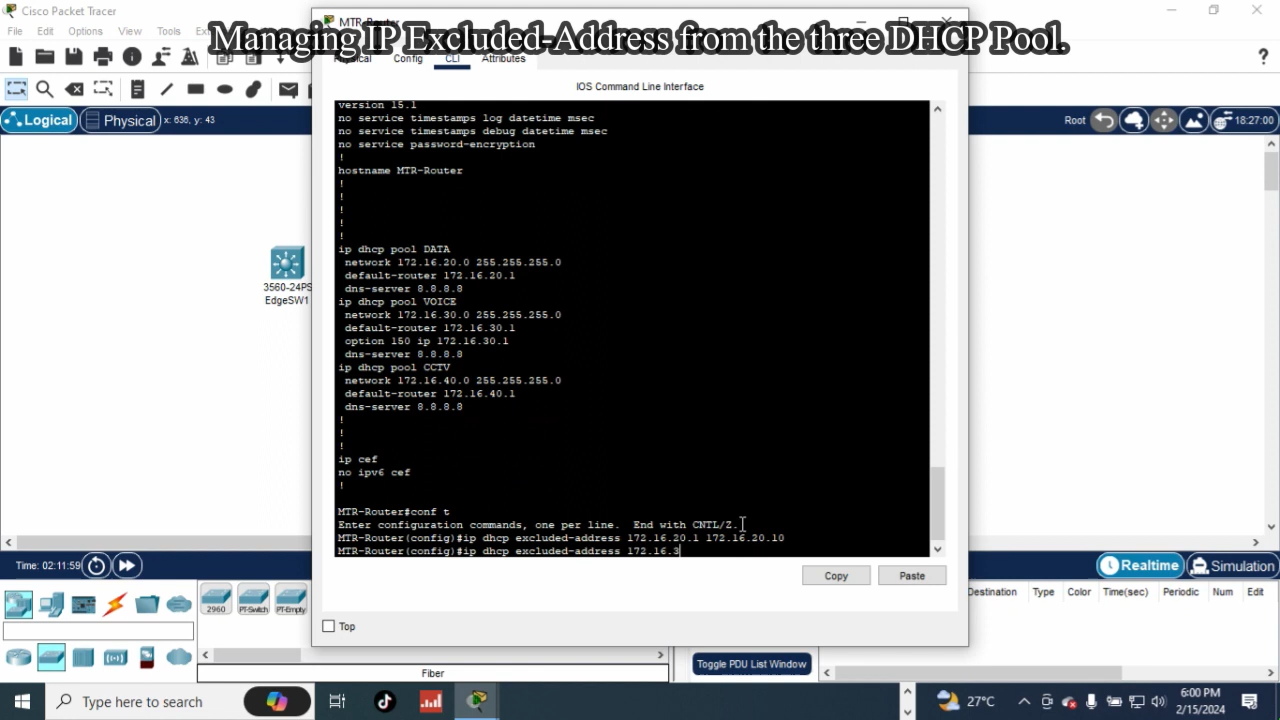 Cisco Packet Tracer
MTR-Router
Managing IP Excluded-Address from the three DHCP Pool.
File Edit Options View Tools
Physical Config CLI Attributes
IOS Command Line Interface
Logical Physical x: 636, y: 43
Root 18:27:00
version 15.1
no service timestamps log datetime msec
no service timestamps debug datetime msec
no service password-encryption
!
hostname MTR-Router
!
!
!
!
!
ip dhcp pool DATA
network 172.16.20.0 255.255.255.0
default-router 172.16.20.1
dns-server 8.8.8.8
ip dhcp pool VOICE
network 172.16.30.0 255.255.255.0
default-router 172.16.30.1
option 150 ip 172.16.30.1
dns-server 8.8.8.8
ip dhcp pool CCTV
network 172.16.40.0 255.255.255.0
default-router 172.16.40.1
dns-server 8.8.8.8
!
!
!
ip cef
no ipv6 cef
!
MTR-Router#conf t
Enter configuration commands, one per line. End with CNTL/Z.
MTR-Router(config)#ip dhcp excluded-address 172.16.20.1 172.16.20.10
MTR-Router(config)#ip dhcp excluded-address 172.16.3
3560-24PS
EdgeSW1
Copy Paste
Top
Time: 02:11:59
Realtime Simulation
2960 PT-Switch PT-Empty
Destination Type Color Time(sec) Periodic Num Edit
Toggle PDU List Window
Fiber
Type here to search
27°C
6:00 PM
2/15/2024